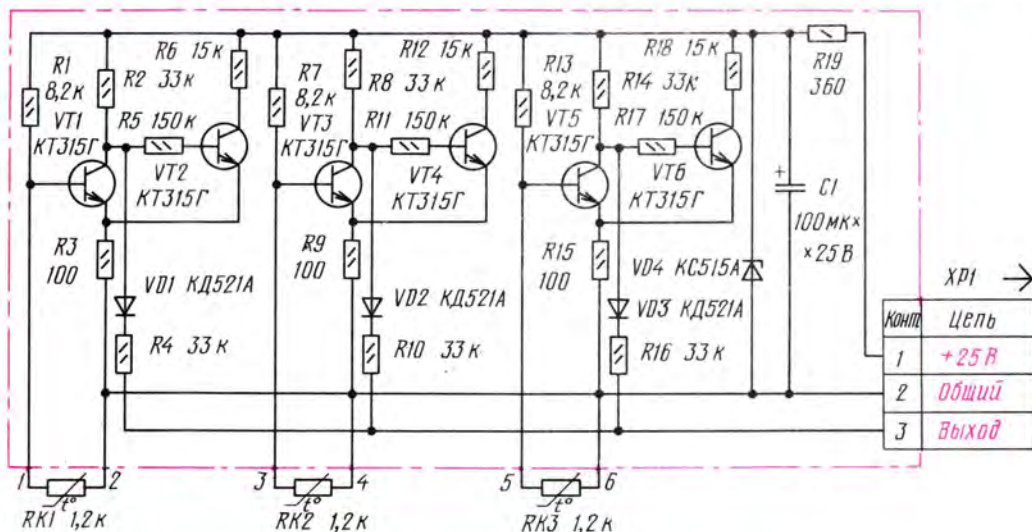 R1
8,2к
VT1
КТ315Г
R2 33к
R6 15к
R5 150к
VT2
КТ315Г
R3
100
VD1 КД521А
R4 33к
R7
8,2к
VT3
КТ315Г
R8 33к
R12 15к
R11 150к
VT4
КТ315Г
R9
100
VD2 КД521А
R10 33к
R13
8,2к
VT5
КТ315Г
R14 33к
R18 15к
R17 150к
VT6
КТ315Г
R15
100
VD3 КД521А
R16 33к
VD4 КС515А
R19
360
+
C1
100мк×
×25В
XP1
Конт Цепь
1 +25В
2 Общий
3 Выход
1 2
t°
RK1 1,2к
3 4
t°
RK2 1,2к
5 6
t°
RK3 1,2к